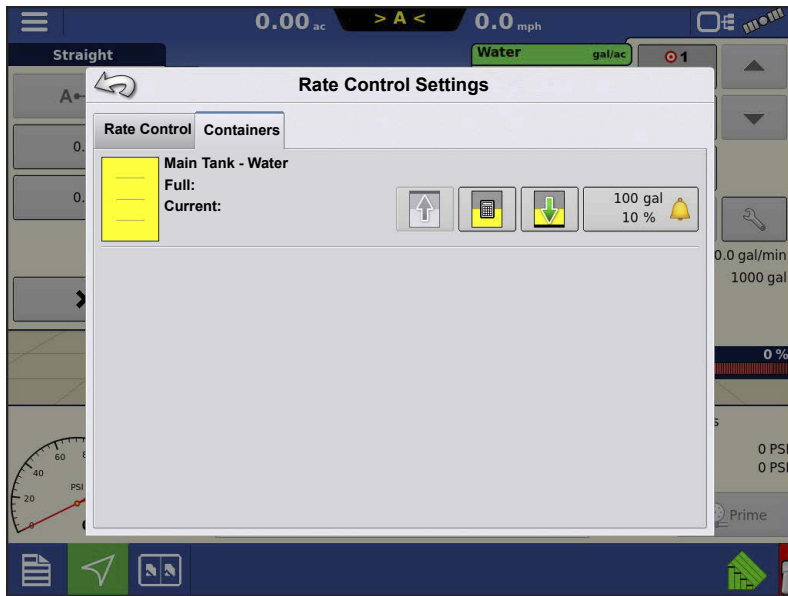 0.00 ac
> A <
0.0 mph
Straight
Water gal/ac
1
A
Rate Control Settings
Rate Control
Containers
0.
0.
Main Tank - Water
Full:
Current:
100 gal
10 %
0.0 gal/min
1000 gal
0 %
60
40
20
PSI
0 PSI
0 PSI
Prime